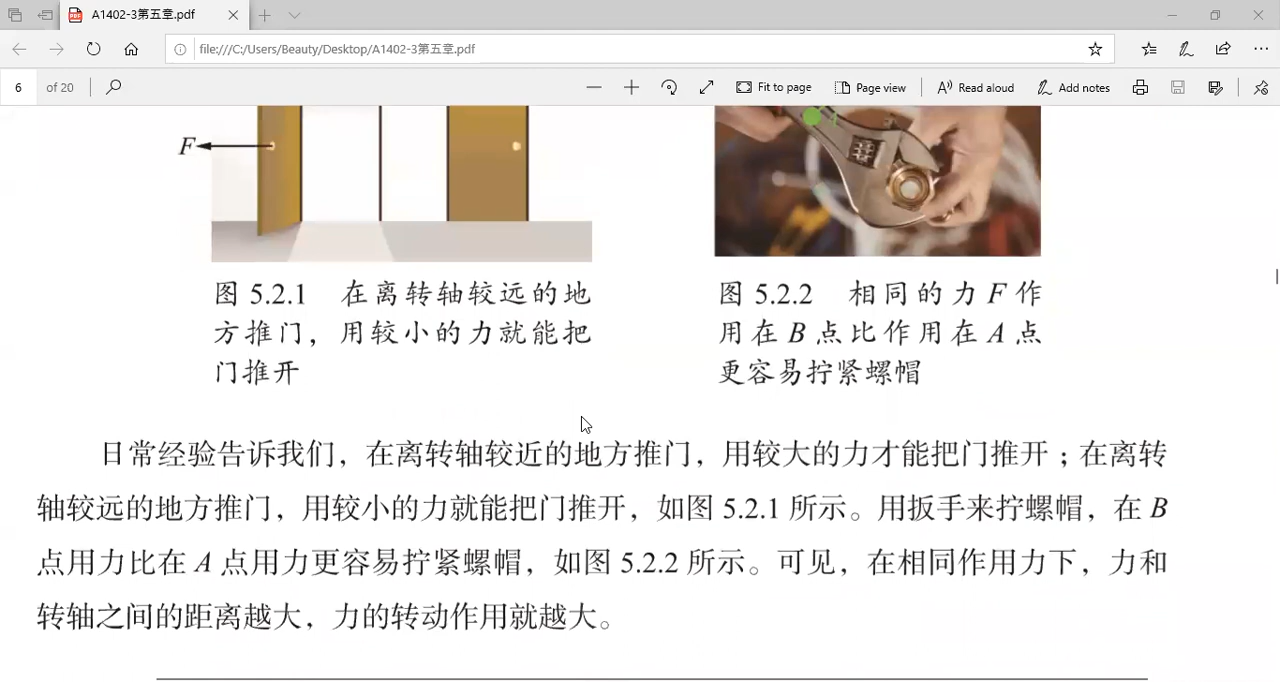 A1402-3第五章.pdf
file:///C:/Users/Beauty/Desktop/A1402-3第五章.pdf
6 of 20 Fit to page Page view Read aloud Add notes
F
图 5.2.1 在离转轴较远的地
方推门，用较小的力就能把
门推开
图 5.2.2 相同的力 F 作
用在 B 点比作用在 A 点
更容易拧紧螺帽
日常经验告诉我们，在离转轴较近的地方推门，用较大的力才能把门推开；在离转
轴较远的地方推门，用较小的力就能把门推开，如图 5.2.1 所示。用扳手来拧螺帽，在 B
点用力比在 A 点用力更容易拧紧螺帽，如图 5.2.2 所示。可见，在相同作用力下，力和
转轴之间的距离越大，力的转动作用就越大。